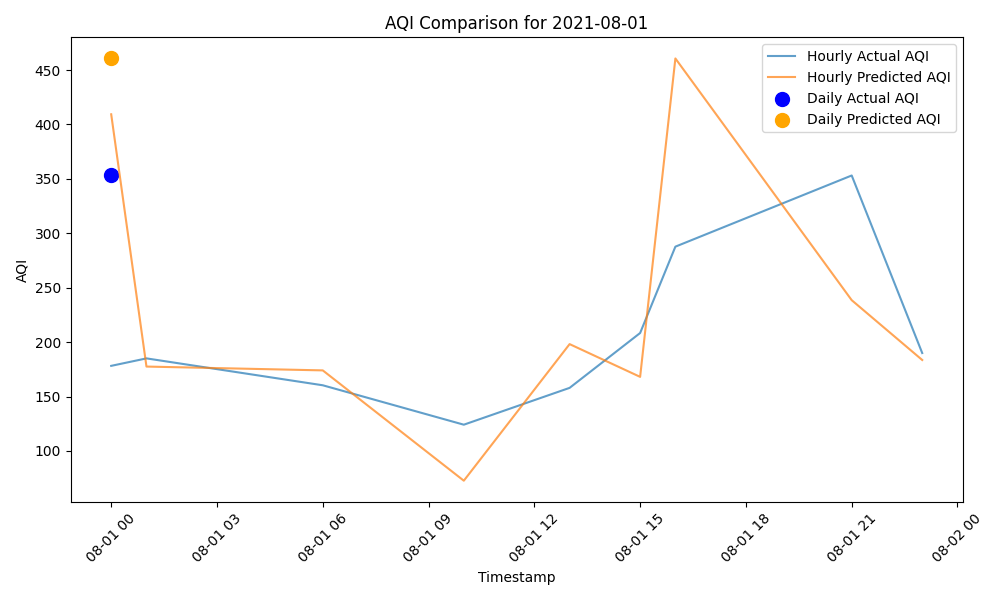 AQI Comparison for 2021-08-01
Hourly Actual AQI
Hourly Predicted AQI
Daily Actual AQI
Daily Predicted AQI
AQI
450
400
350
300
250
200
150
100
08-01 00
08-01 03
08-01 06
08-01 09
08-01 12
08-01 15
08-01 18
08-01 21
08-02 00
Timestamp